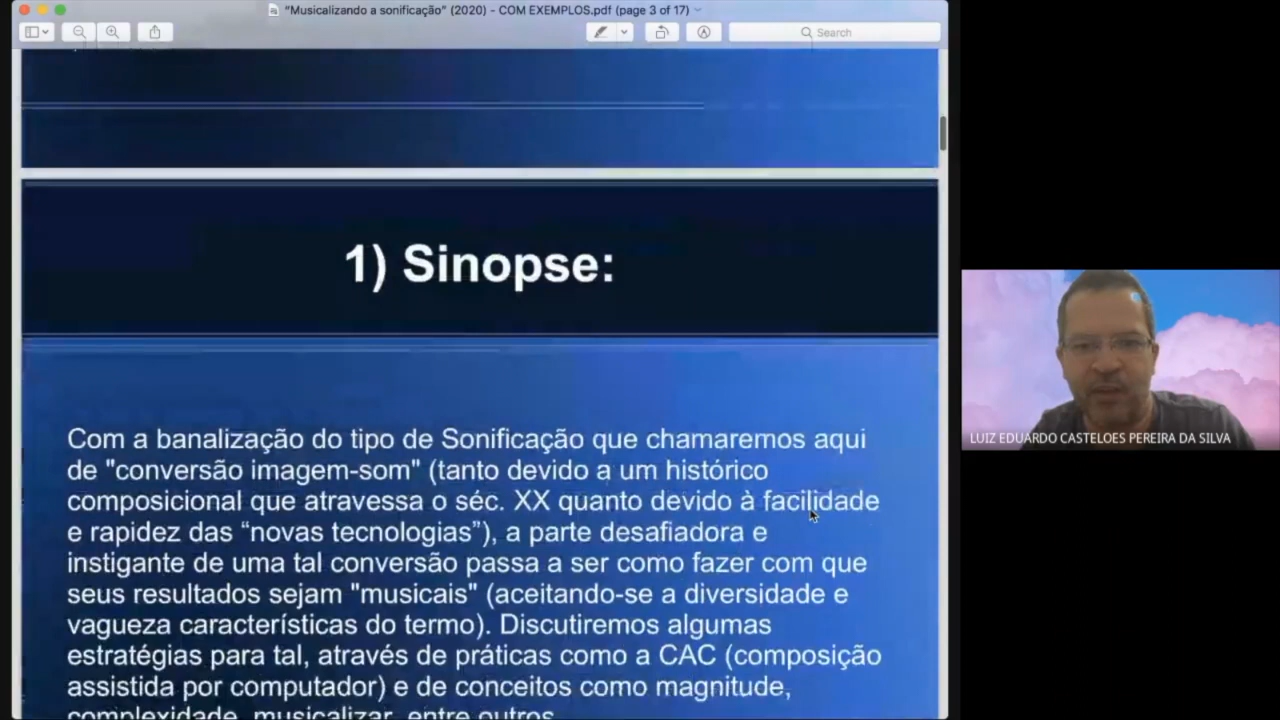 “Musicalizando a sonificação” (2020) - COM EXEMPLOS.pdf (page 3 of 17)
Search
1) Sinopse:
Com a banalização do tipo de Sonificação que chamaremos aqui
de "conversão imagem-som" (tanto devido a um histórico
composicional que atravessa o séc. XX quanto devido à facilidade
e rapidez das “novas tecnologias”), a parte desafiadora e
instigante de uma tal conversão passa a ser como fazer com que
seus resultados sejam "musicais" (aceitando-se a diversidade e
vagueza características do termo). Discutiremos algumas
estratégias para tal, através de práticas como a CAC (composição
assistida por computador) e de conceitos como magnitude,
complexidade, musicalizar, entre outros.
LUIZ EDUARDO CASTELOES PEREIRA DA SILVA